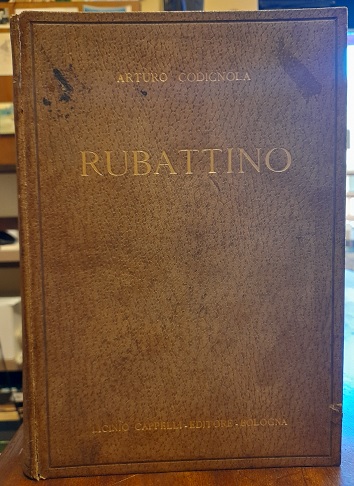 ARTURO CODIGNOLA
RUBATTINO
LICINIO CAPPELLI - EDITORE - BOLOGNA